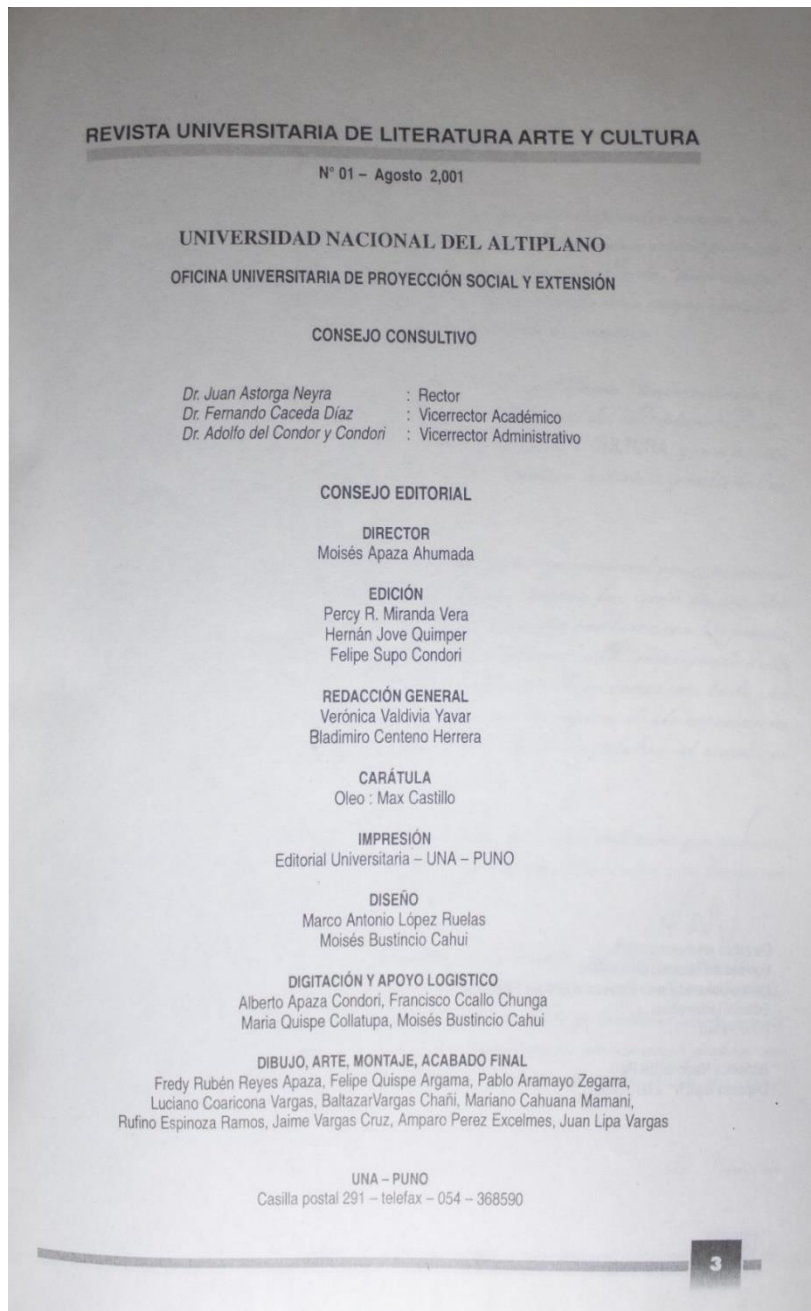 REVISTA UNIVERSITARIA DE LITERATURA ARTE Y CULTURA
N° 01 – Agosto 2,001
UNIVERSIDAD NACIONAL DEL ALTIPLANO
OFICINA UNIVERSITARIA DE PROYECCIÓN SOCIAL Y EXTENSIÓN
CONSEJO CONSULTIVO
Dr. Juan Astorga Neyra : Rector
Dr. Fernando Caceda Díaz : Vicerrector Académico
Dr. Adolfo del Condor y Condori : Vicerrector Administrativo
CONSEJO EDITORIAL
DIRECTOR
Moisés Apaza Ahumada
EDICIÓN
Percy R. Miranda Vera
Hernán Jove Quimper
Felipe Supo Condori
REDACCIÓN GENERAL
Verónica Valdivia Yavar
Bladimiro Centeno Herrera
CARÁTULA
Oleo : Max Castillo
IMPRESIÓN
Editorial Universitaria – UNA – PUNO
DISEÑO
Marco Antonio López Ruelas
Moisés Bustincio Cahui
DIGITACIÓN Y APOYO LOGISTICO
Alberto Apaza Condori, Francisco Ccallo Chunga
Maria Quispe Collatupa, Moisés Bustincio Cahui
DIBUJO, ARTE, MONTAJE, ACABADO FINAL
Fredy Rubén Reyes Apaza, Felipe Quispe Argama, Pablo Aramayo Zegarra,
Luciano Coaricona Vargas, BaltazarVargas Chañi, Mariano Cahuana Mamani,
Rufino Espinoza Ramos, Jaime Vargas Cruz, Amparo Perez Excelmes, Juan Lipa Vargas
UNA – PUNO
Casilla postal 291 – telefax – 054 – 368590
3